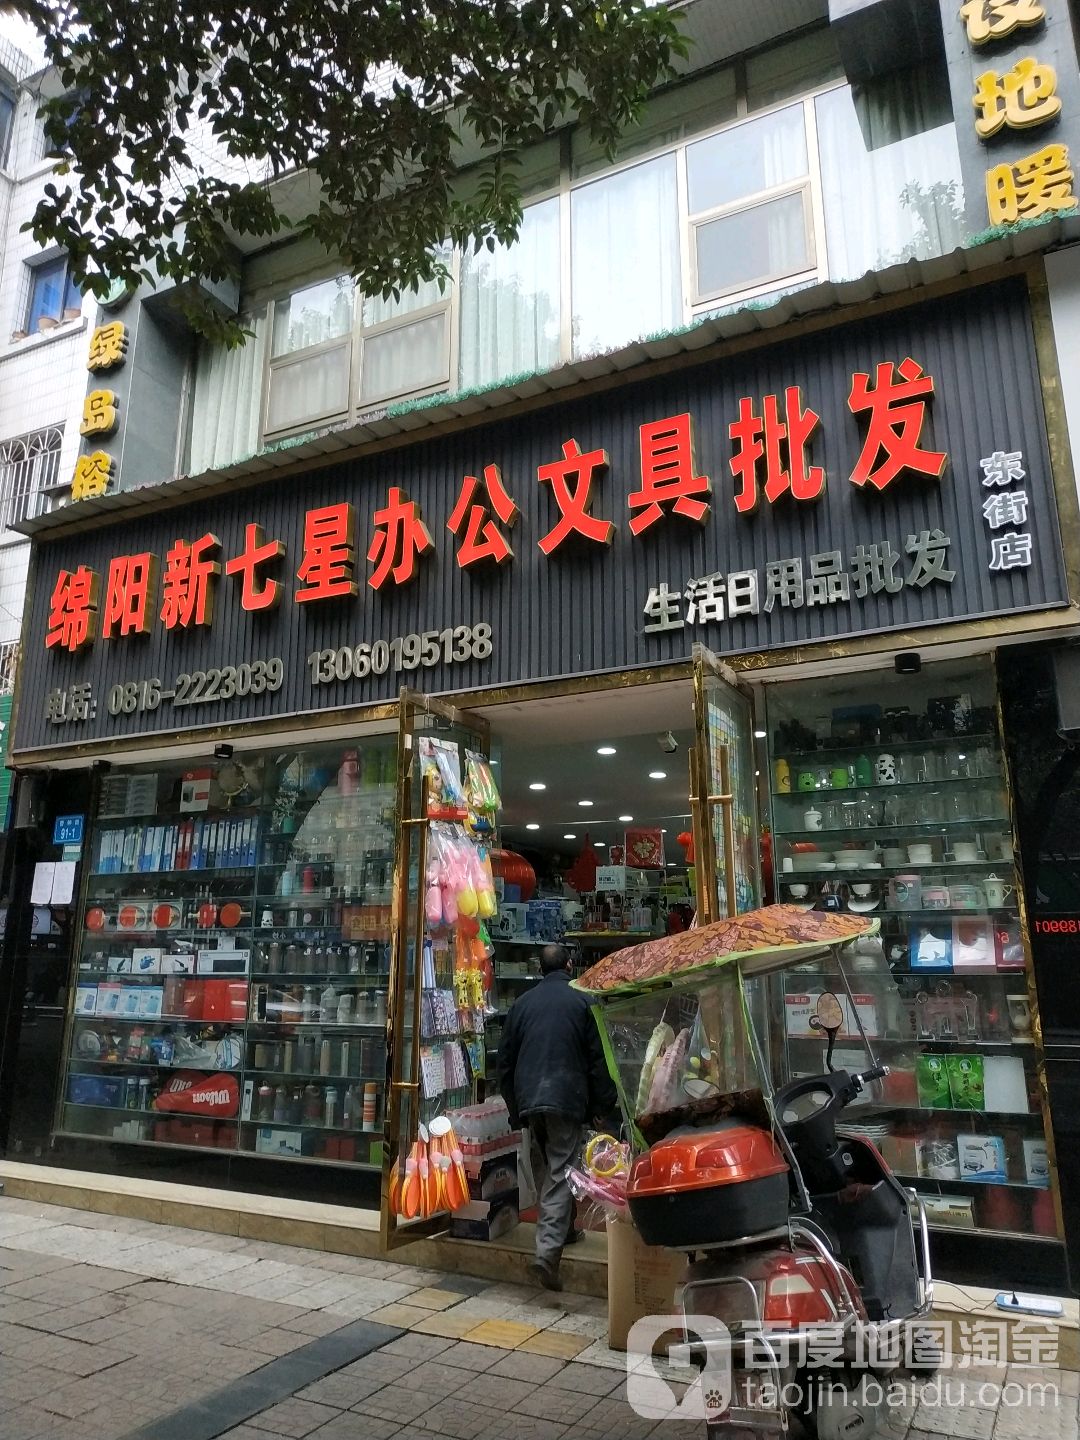 设地暖
绿岛榕
绵阳新七星办公文具批发
东街店
生活日用品批发
电话: 0816-2223039 13060195138
91-1
Wilson
百度地图淘金
taojin.baidu.com